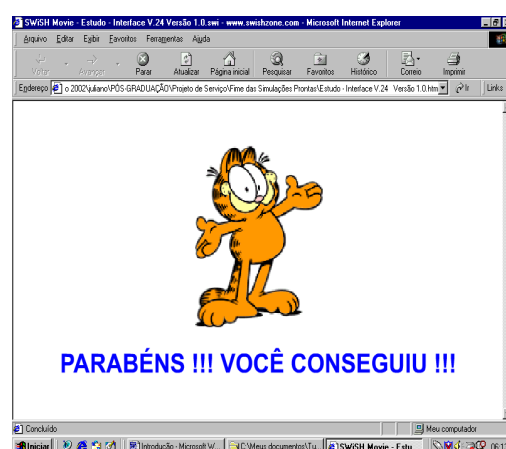 SWiSH Movie - Estudo - Interface V.24 Versão 1.0.swi - www.swishzone.com - Microsoft Internet Explorer
Arquivo Editar Exibir Favoritos Ferramentas Ajuda
Voltar Avançar Parar Atualizar Página inicial Pesquisar Favoritos Histórico Correio Imprimir
Endereço o 2002\juliano\PÓS-GRADUAÇÃO\Projeto de Serviço\Fime das Simulações Prontas\Estudo - Interface V.24 Versão 1.0.htm Ir Links
PARABÉNS !!! VOCÊ CONSEGUIU !!!
Concluído Meu computador
Iniciar Introdução - Microsoft W... C:\Meus documentos\Tu... SWiSH Movie - Estu...